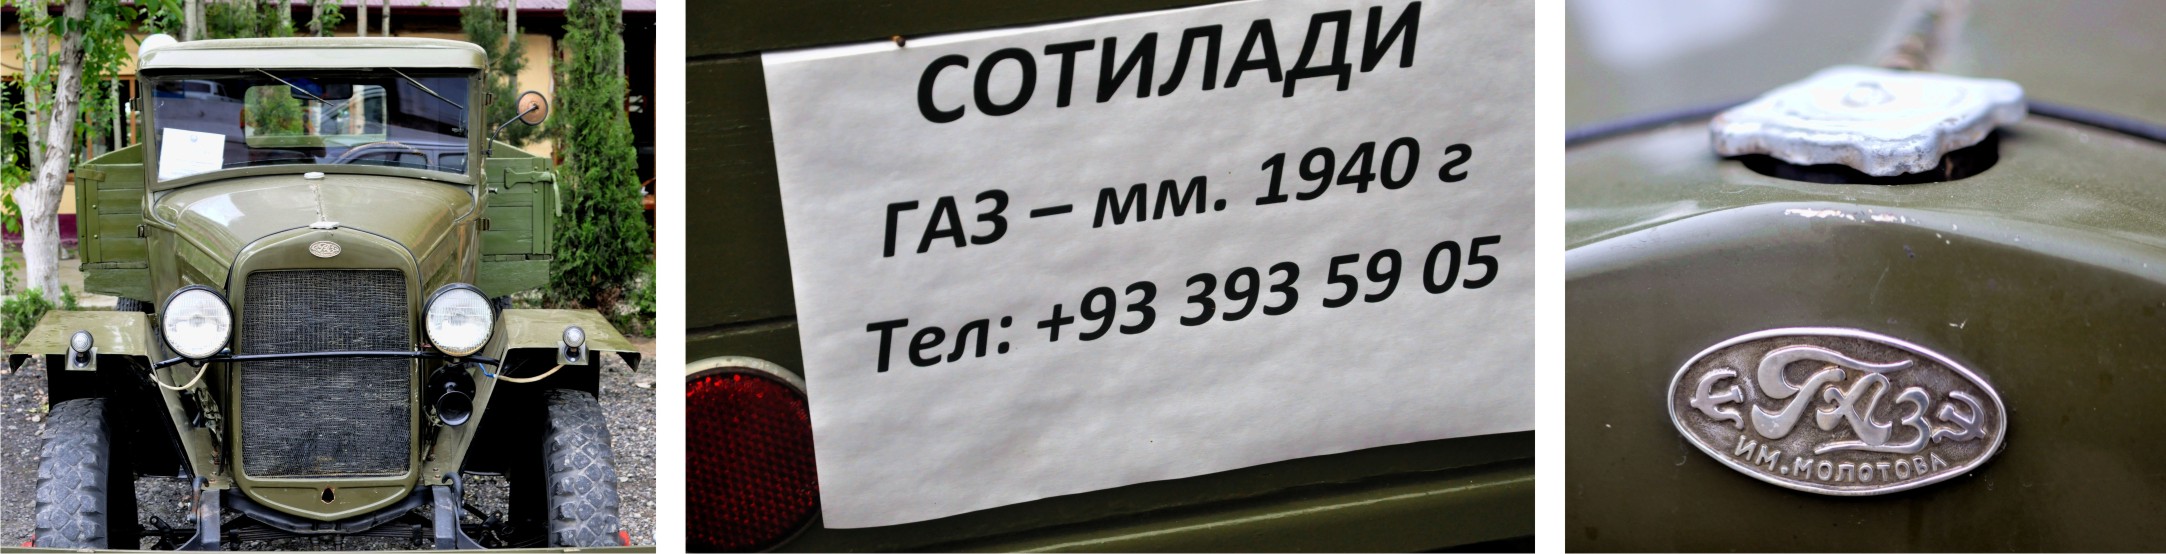 СОТИЛАДИ
ГАЗ – мм. 1940 г
Тел: +93 393 59 05
ГАЗ
ИМ. МОЛОТОВА